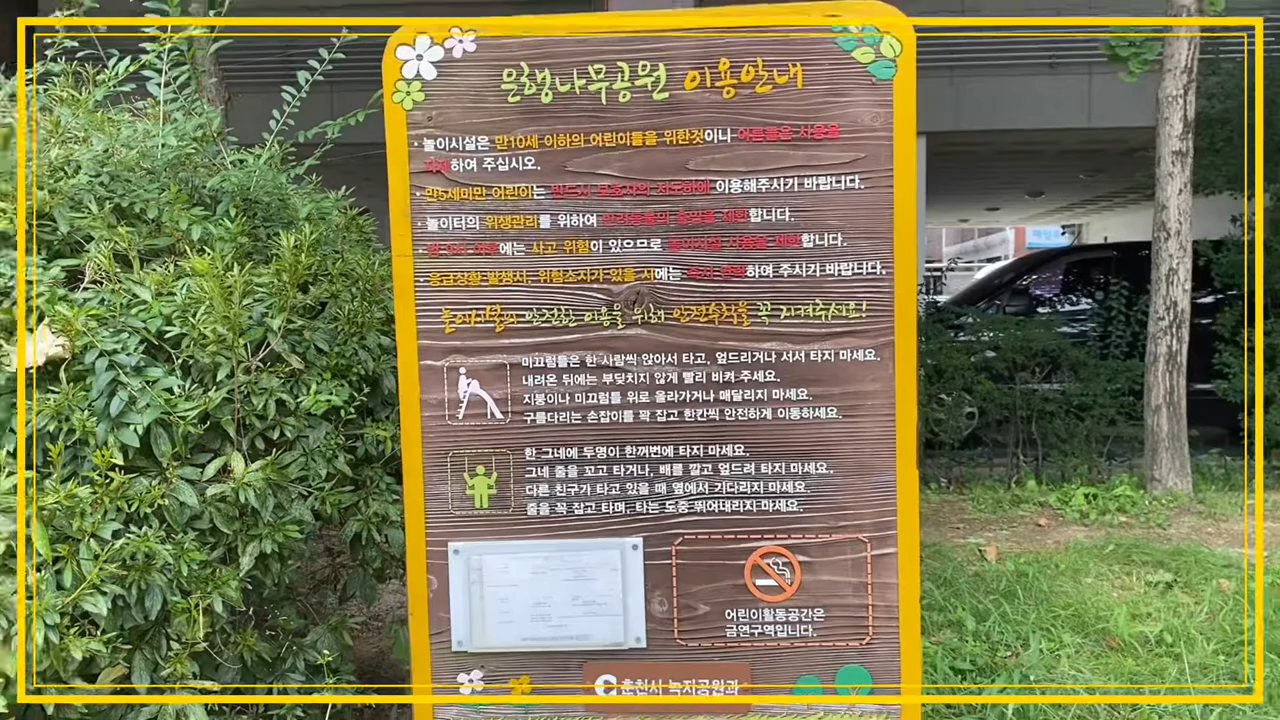 은행나무공원 이용안내
· 놀이시설은 만10세 이하의 어린이들을 위한것이니 어른들은 사용을
자제하여 주십시오.
· 만5세미만 어린이는 반드시 보호자의 지도하에 이용해주시기 바랍니다.
· 놀이터의 위생관리를 위하여 애완동물의 출입을 제한합니다.
에는 사고 위험이 있으므로 놀이시설 사용을 제한합니다.
응급상황 발생시, 위험소지가 있을 시에는 즉시 연락하여 주시기 바랍니다.
놀이시설의 안전한 이용을 위해 안전수칙을 꼭 지켜주세요!
미끄럼틀은 한 사람씩 앉아서 타고, 엎드리거나 서서 타지 마세요.
내려온 뒤에는 부딪치지 않게 빨리 비켜 주세요.
지붕이나 미끄럼틀 위로 올라가거나 매달리지 마세요.
구름다리는 손잡이를 꽉 잡고 한칸씩 안전하게 이동하세요.
한 그네에 두명이 한꺼번에 타지 마세요.
그네 줄을 꼬고 타거나, 배를 깔고 엎드려 타지 마세요.
다른 친구가 타고 있을 때 옆에서 기다리지 마세요.
줄을 꼭 잡고 타며, 타는 도중 뛰어내리지 마세요.
어린이활동공간은
금연구역입니다.
춘천시 녹지공원과